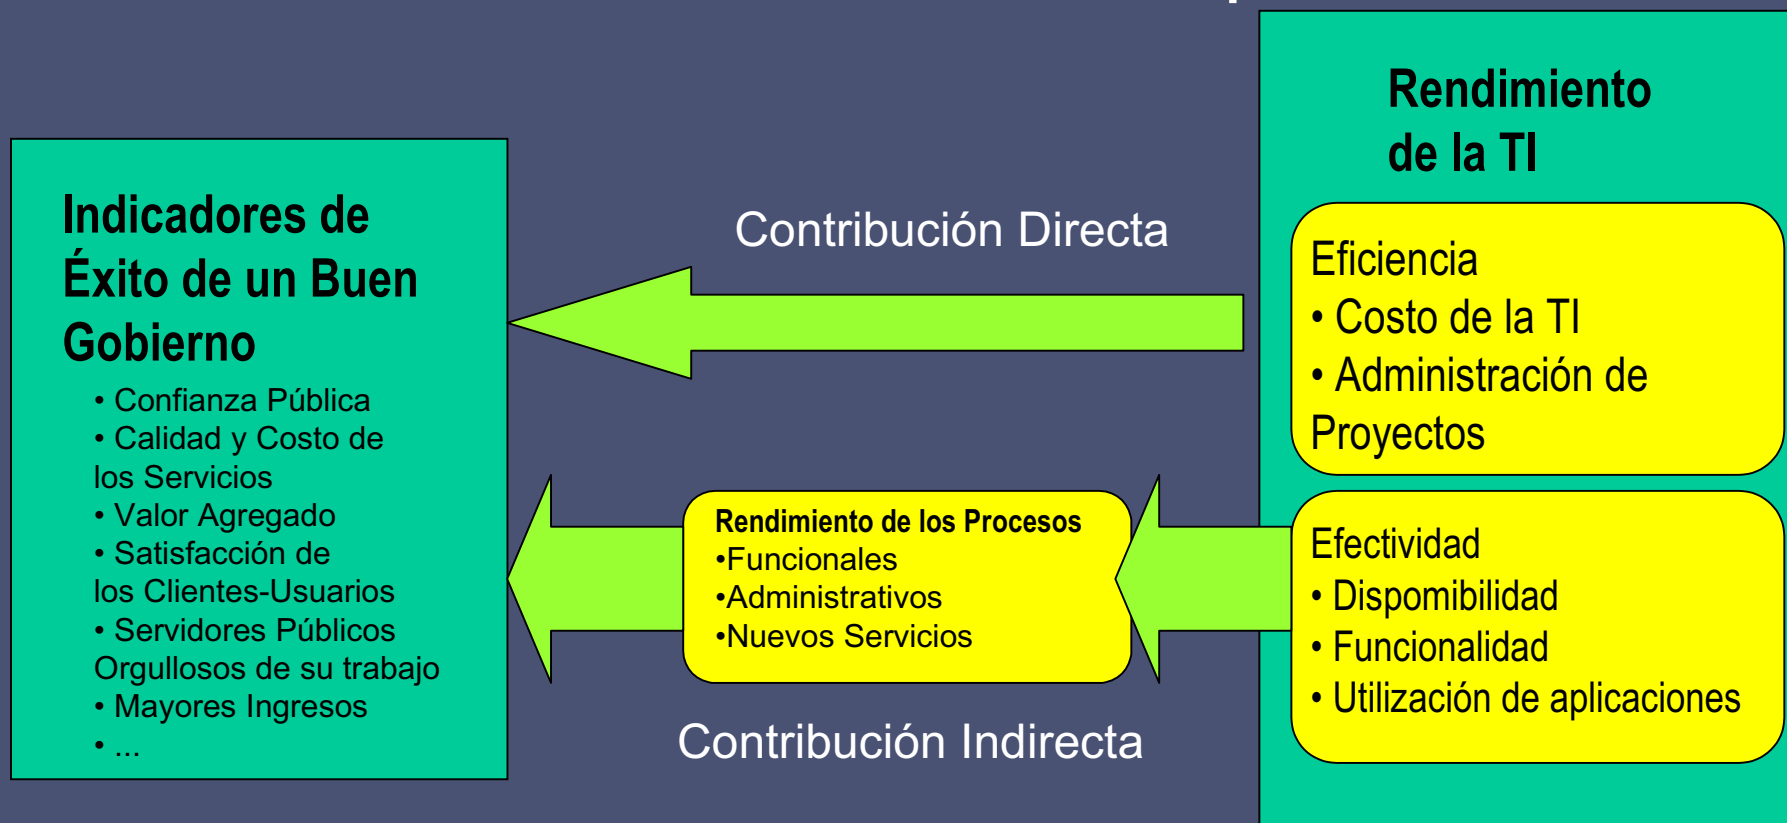 Indicadores de
Éxito de un Buen
Gobierno
• Confianza Pública
• Calidad y Costo de
los Servicios
• Valor Agregado
• Satisfacción de
los Clientes-Usuarios
• Servidores Públicos
Orgullosos de su trabajo
• Mayores Ingresos
• ...
Contribución Directa
Rendimiento de los Procesos
•Funcionales
•Administrativos
•Nuevos Servicios
Contribución Indirecta
Rendimiento
de la TI
Eficiencia
• Costo de la TI
• Administración de
Proyectos
Efectividad
• Dispomibilidad
• Funcionalidad
• Utilización de aplicaciones